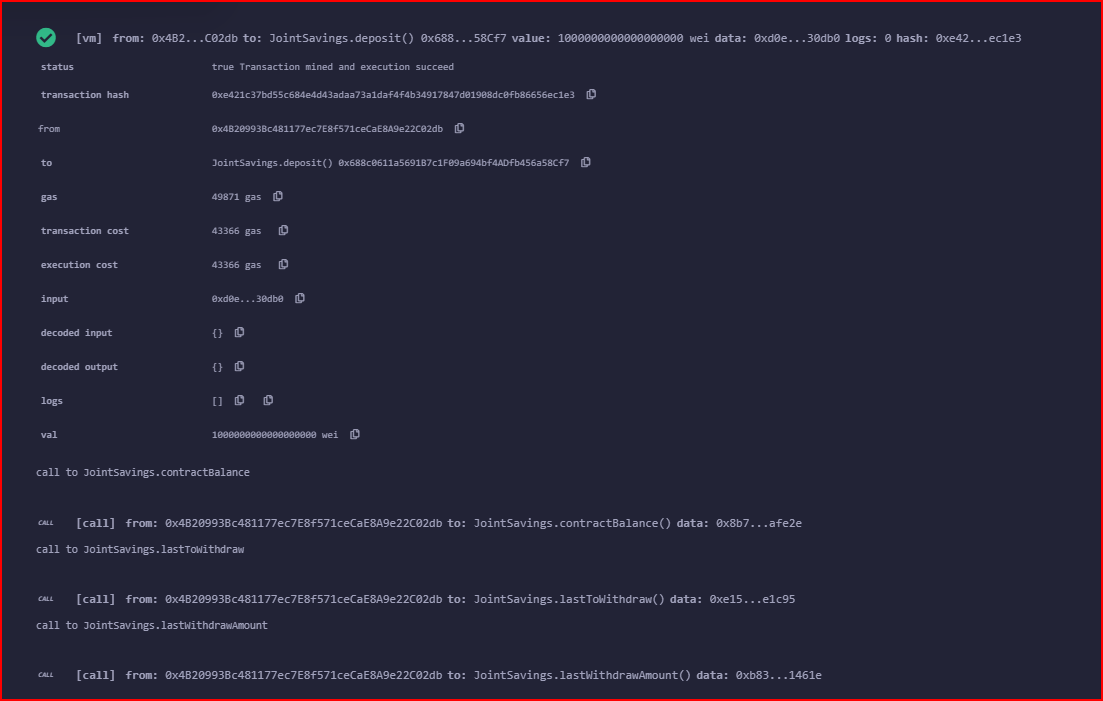 [vm] from: 0x4B2...C02db to: JointSavings.deposit() 0x688...58Cf7 value: 1000000000000000000 wei data: 0xd0e...30db0 logs: 0 hash: 0xe42...ec1e3
status true Transaction mined and execution succeed
transaction hash 0xe421c37bd55c684e4d43adaa73a1daf4f4b34917847d01908dc0fb86656ec1e3
from 0x4B20993Bc481177ec7E8f571ceCaE8A9e22C02db
to JointSavings.deposit() 0x688c0611a5691B7c1F09a694bf4ADfb456a58Cf7
gas 49871 gas
transaction cost 43366 gas
execution cost 43366 gas
input 0xd0e...30db0
decoded input {}
decoded output {}
logs []
val 1000000000000000000 wei
call to JointSavings.contractBalance
CALL [call] from: 0x4B20993Bc481177ec7E8f571ceCaE8A9e22C02db to: JointSavings.contractBalance() data: 0x8b7...afe2e
call to JointSavings.lastToWithdraw
CALL [call] from: 0x4B20993Bc481177ec7E8f571ceCaE8A9e22C02db to: JointSavings.lastToWithdraw() data: 0xe15...e1c95
call to JointSavings.lastWithdrawAmount
CALL [call] from: 0x4B20993Bc481177ec7E8f571ceCaE8A9e22C02db to: JointSavings.lastWithdrawAmount() data: 0xb83...1461e